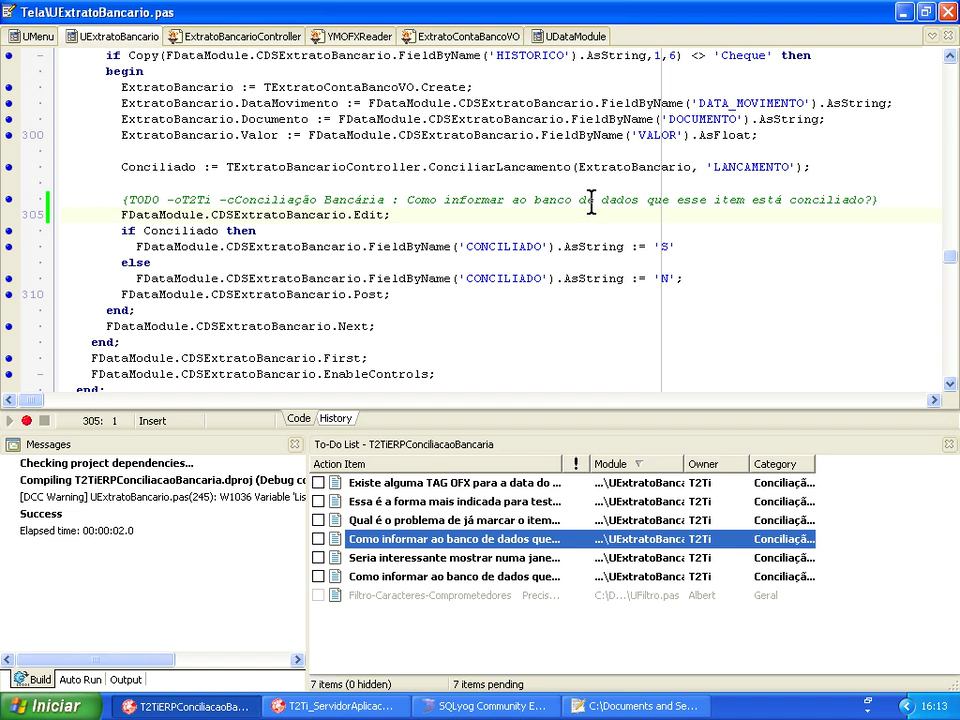 Tela\UExtratoBancario.pas
UMenu UExtratoBancario ExtratoBancarioController YMOFXReader ExtratoContaBancoVO UDataModule
if Copy(FDataModule.CDSExtratoBancario.FieldByName('HISTORICO').AsString,1,6) <> 'Cheque' then
begin
ExtratoBancario := TExtratoContaBancoVO.Create;
ExtratoBancario.DataMovimento := FDataModule.CDSExtratoBancario.FieldByName('DATA_MOVIMENTO').AsString;
ExtratoBancario.Documento := FDataModule.CDSExtratoBancario.FieldByName('DOCUMENTO').AsString;
300 ExtratoBancario.Valor := FDataModule.CDSExtratoBancario.FieldByName('VALOR').AsFloat;
Conciliado := TExtratoBancarioController.ConciliarLancamento(ExtratoBancario, 'LANCAMENTO');
{TODO -oT2Ti -cConciliação Bancária : Como informar ao banco de dados que esse item está conciliado?}
305 FDataModule.CDSExtratoBancario.Edit;
if Conciliado then
FDataModule.CDSExtratoBancario.FieldByName('CONCILIADO').AsString := 'S'
else
FDataModule.CDSExtratoBancario.FieldByName('CONCILIADO').AsString := 'N';
310 FDataModule.CDSExtratoBancario.Post;
end;
FDataModule.CDSExtratoBancario.Next;
end;
FDataModule.CDSExtratoBancario.First;
FDataModule.CDSExtratoBancario.EnableControls;
end;
305: 1 Insert Code History
Messages
Checking project dependencies...
Compiling T2TiERPConciliacaoBancaria.dproj (Debug co
[DCC Warning] UExtratoBancario.pas(245): W1036 Variable 'Lis
Success
Elapsed time: 00:00:02.0
Build Auto Run Output
To-Do List - T2TiERPConciliacaoBancaria
Action Item ! Module Owner Category
Existe alguma TAG OFX para a data do ... ...\UExtratoBanca T2Ti Conciliaçã...
Essa é a forma mais indicada para test... ...\UExtratoBanca T2Ti Conciliaçã...
Qual é o problema de já marcar o item... ...\UExtratoBanca T2Ti Conciliaçã...
Como informar ao banco de dados que... ...\UExtratoBanca T2Ti Conciliaçã...
Seria interessante mostrar numa jane... ...\UExtratoBanca T2Ti Conciliaçã...
Como informar ao banco de dados que... ...\UExtratoBanca T2Ti Conciliaçã...
Filtro-Caracteres-Comprometedores Precis... C:\D...\UFiltro.pas Albert Geral
7 items (0 hidden) 7 items pending
Iniciar T2TiERPConciliacaoBa... T2Ti_ServidorAplicac... SQLyog Community E... C:\Documents and Se... 16:13